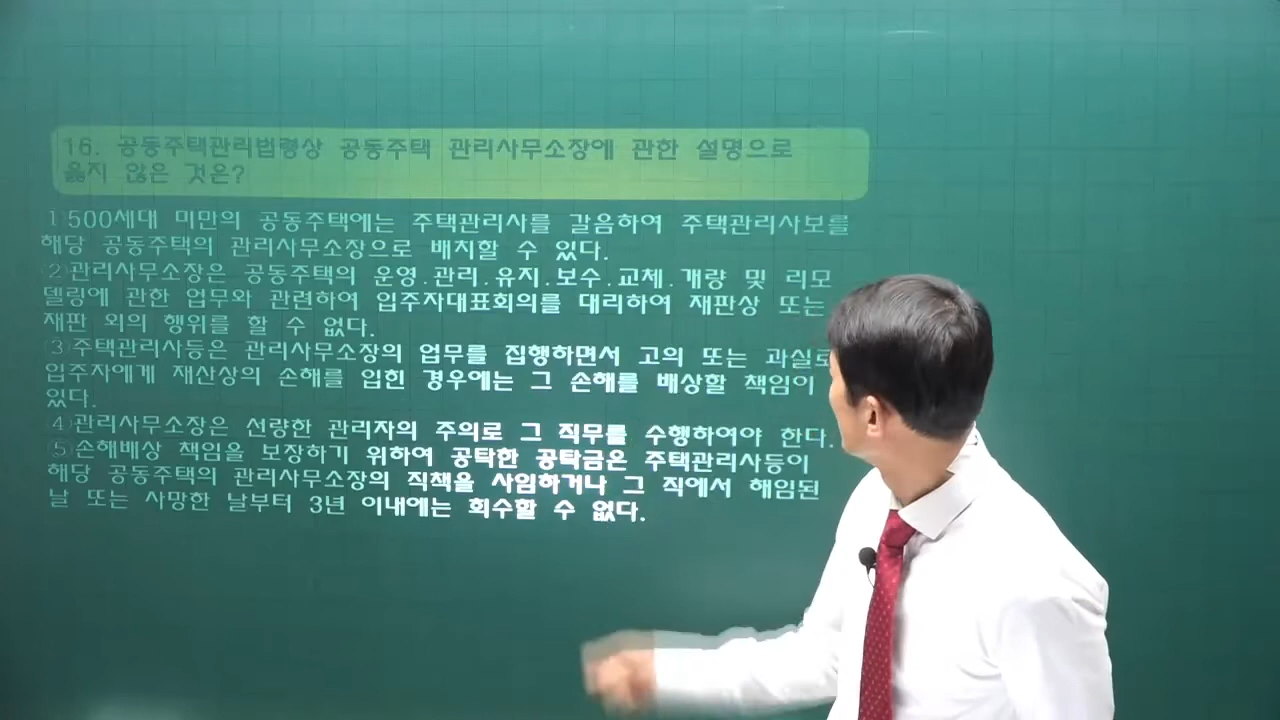 16. 공동주택관리법령상 공동주택 관리사무소장에 관한 설명으로
옳지 않은 것은?
1)500세대 미만의 공동주택에는 주택관리사를 갈음하여 주택관리사보를
해당 공동주택의 관리사무소장으로 배치할 수 있다.
②관리사무소장은 공동주택의 운영.관리.유지.보수.교체.개량 및 리모
델링에 관한 업무와 관련하여 입주자대표회의를 대리하여 재판상 또는
재판 외의 행위를 할 수 없다.
③주택관리사등은 관리사무소장의 업무를 집행하면서 고의 또는 과실로
입주자에게 재산상의 손해를 입힌 경우에는 그 손해를 배상할 책임이
있다.
④관리사무소장은 선량한 관리자의 주의로 그 직무를 수행하여야 한다.
⑤손해배상 책임을 보장하기 위하여 공탁한 공탁금은 주택관리사등이
해당 공동주택의 관리사무소장의 직책을 사임하거나 그 직에서 해임된
날 또는 사망한 날부터 3년 이내에는 회수할 수 없다.